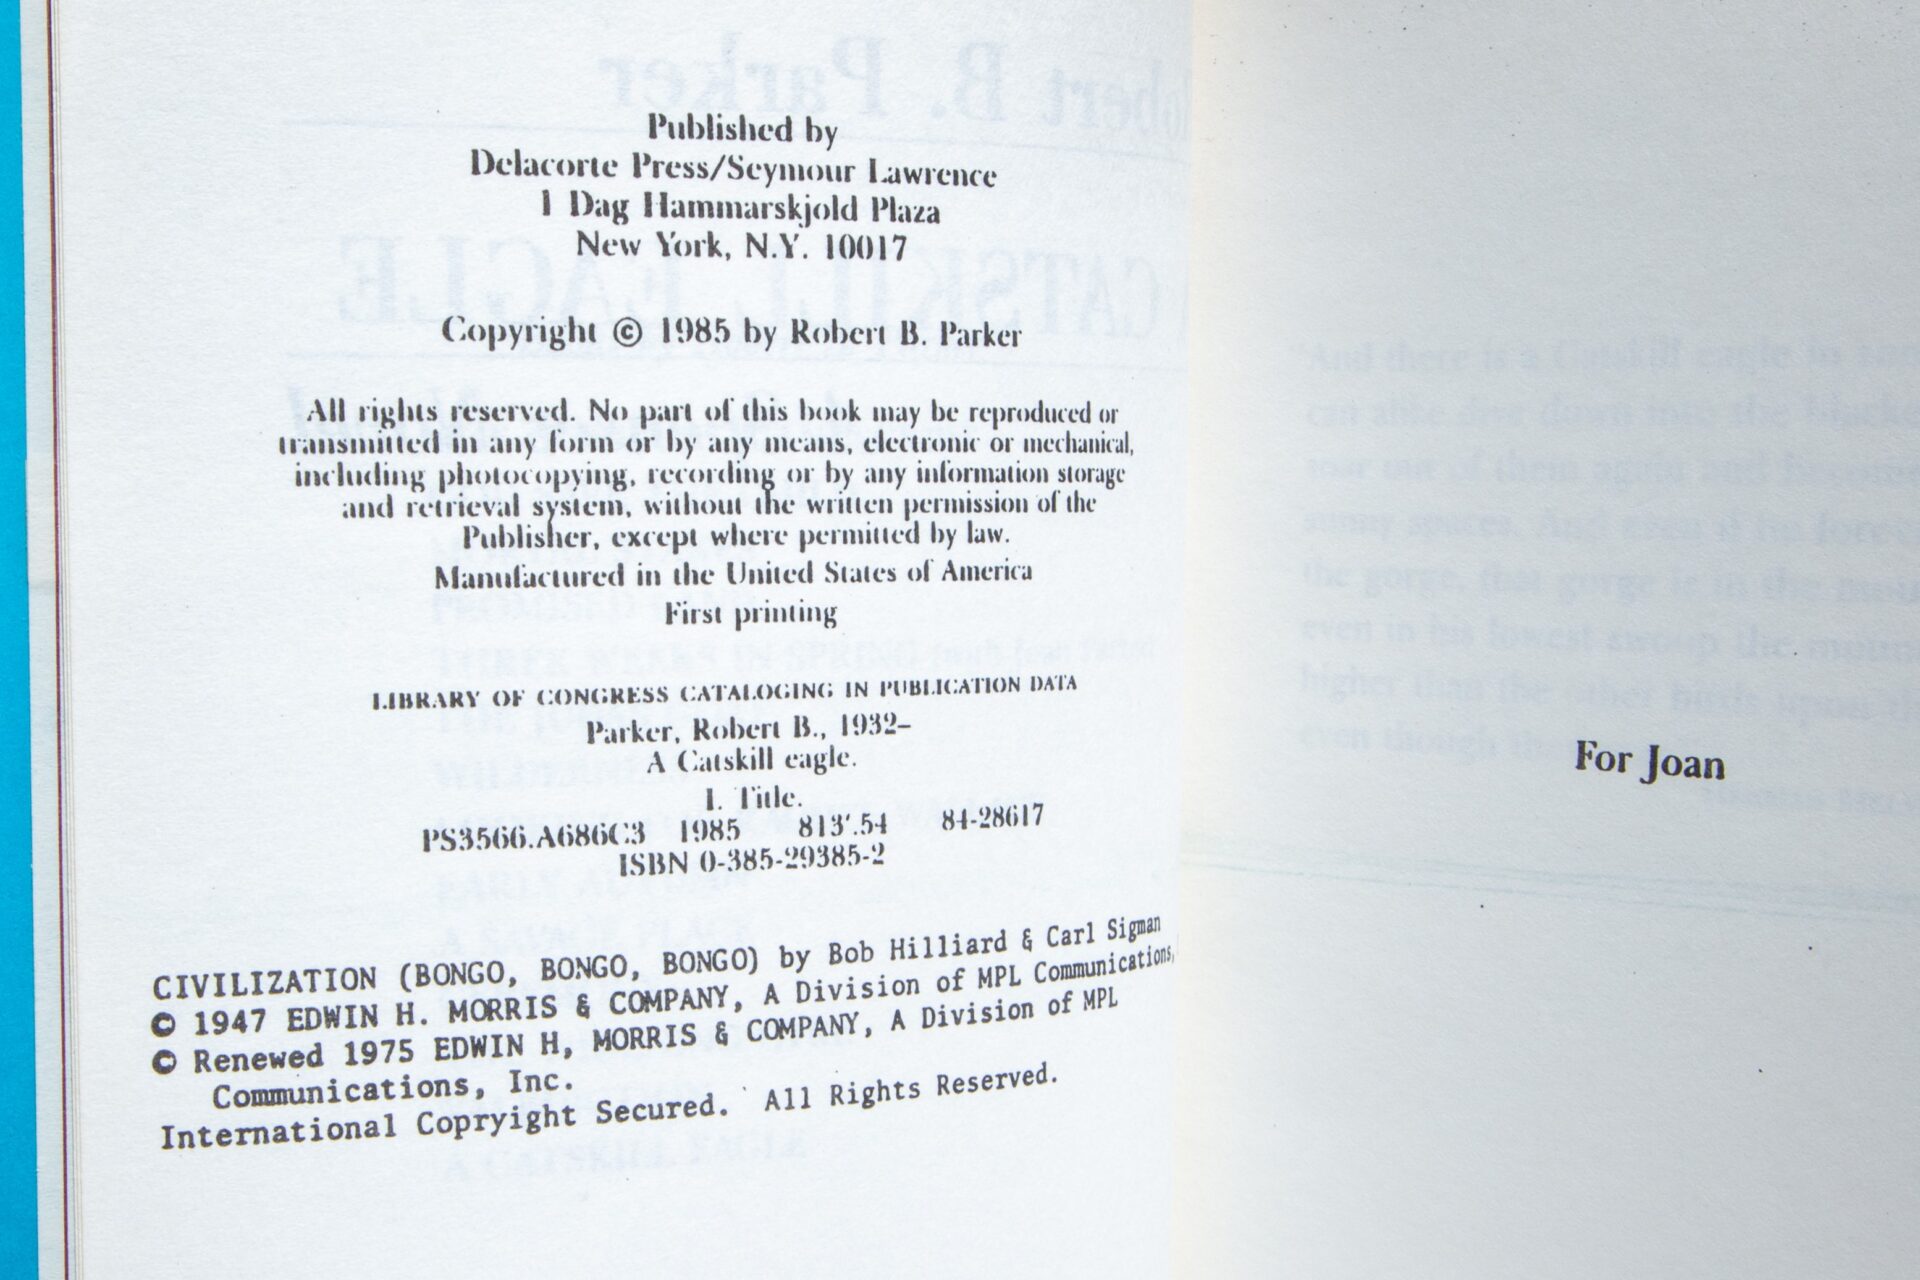 Published by
Delacorte Press/Seymour Lawrence
1 Dag Hammarskjold Plaza
New York, N.Y. 10017
Copyright © 1985 by Robert B. Parker
All rights reserved. No part of this book may be reproduced or
transmitted in any form or by any means, electronic or mechanical,
including photocopying, recording or by any information storage
and retrieval system, without the written permission of the
Publisher, except where permitted by law.
Manufactured in the United States of America
First printing
LIBRARY OF CONGRESS CATALOGING IN PUBLICATION DATA
Parker, Robert B., 1932–
A Catskill eagle.
I. Title.
PS3566.A686C3 1985 813'.54 84-28617
ISBN 0-385-29385-2
CIVILIZATION (BONGO, BONGO, BONGO) by Bob Hilliard & Carl Sigman
© 1947 EDWIN H. MORRIS & COMPANY, A Division of MPL Communications,
© Renewed 1975 EDWIN H, MORRIS & COMPANY, A Division of MPL
Communications, Inc.
International Copryight Secured. All Rights Reserved.
For Joan